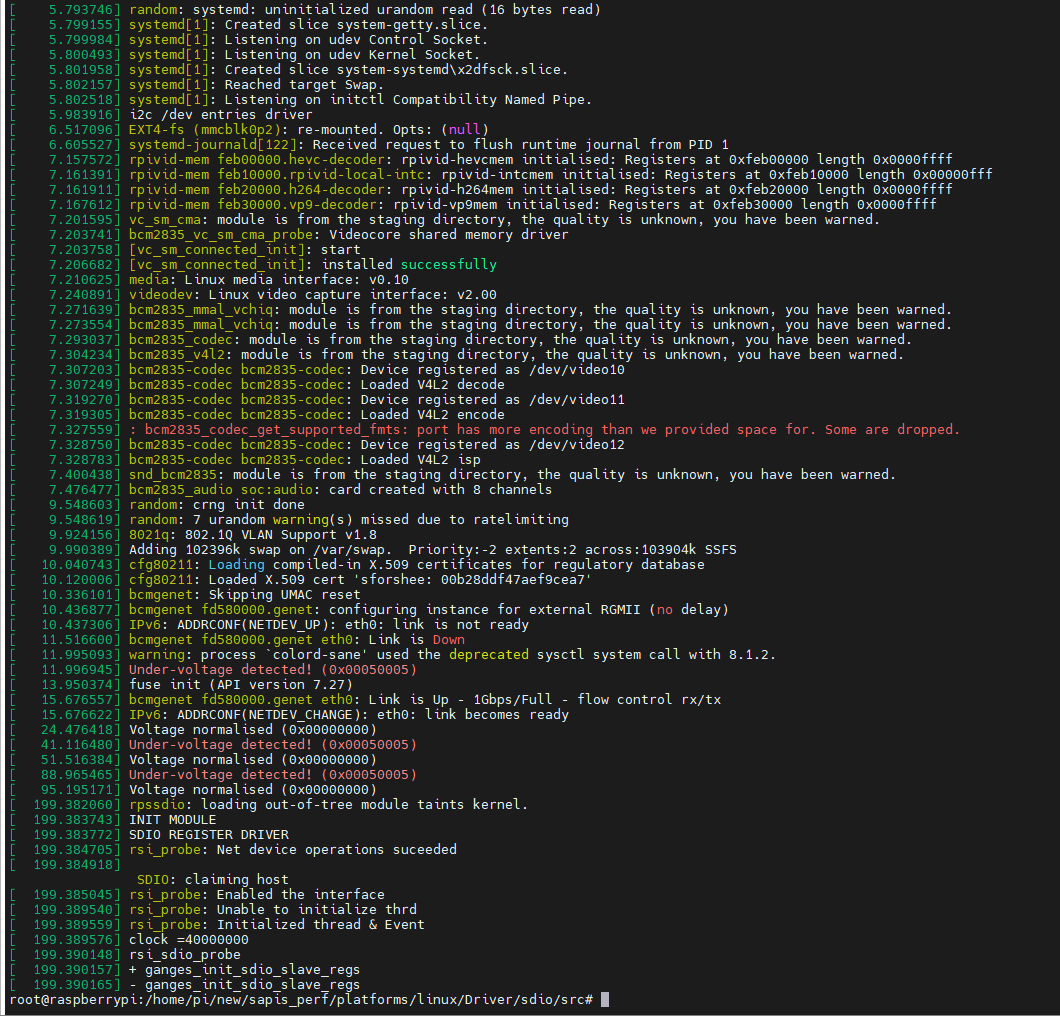 [    5.793746] random: systemd: uninitialized urandom read (16 bytes read)
[    5.799155] systemd[1]: Created slice system-getty.slice.
[    5.799984] systemd[1]: Listening on udev Control Socket.
[    5.800493] systemd[1]: Listening on udev Kernel Socket.
[    5.801958] systemd[1]: Created slice system-systemd\x2dfsck.slice.
[    5.802157] systemd[1]: Reached target Swap.
[    5.802518] systemd[1]: Listening on initctl Compatibility Named Pipe.
[    5.983916] i2c /dev entries driver
[    6.517096] EXT4-fs (mmcblk0p2): re-mounted. Opts: (null)
[    6.605527] systemd-journald[122]: Received request to flush runtime journal from PID 1
[    7.157572] rpivid-mem feb00000.hevc-decoder: rpivid-hevcmem initialised: Registers at 0xfeb00000 length 0x0000ffff
[    7.161391] rpivid-mem feb10000.rpivid-local-intc: rpivid-intcmem initialised: Registers at 0xfeb10000 length 0x00000fff
[    7.161911] rpivid-mem feb20000.h264-decoder: rpivid-h264mem initialised: Registers at 0xfeb20000 length 0x0000ffff
[    7.167612] rpivid-mem feb30000.vp9-decoder: rpivid-vp9mem initialised: Registers at 0xfeb30000 length 0x0000ffff
[    7.201595] vc_sm_cma: module is from the staging directory, the quality is unknown, you have been warned.
[    7.203741] bcm2835_vc_sm_cma_probe: Videocore shared memory driver
[    7.203758] [vc_sm_connected_init]: start
[    7.206682] [vc_sm_connected_init]: installed successfully
[    7.210625] media: Linux media interface: v0.10
[    7.240891] videodev: Linux video capture interface: v2.00
[    7.271639] bcm2835_mmal_vchiq: module is from the staging directory, the quality is unknown, you have been warned.
[    7.273554] bcm2835_mmal_vchiq: module is from the staging directory, the quality is unknown, you have been warned.
[    7.293037] bcm2835_codec: module is from the staging directory, the quality is unknown, you have been warned.
[    7.304234] bcm2835_v4l2: module is from the staging directory, the quality is unknown, you have been warned.
[    7.307203] bcm2835-codec bcm2835-codec: Device registered as /dev/video10
[    7.307249] bcm2835-codec bcm2835-codec: Loaded V4L2 decode
[    7.319270] bcm2835-codec bcm2835-codec: Device registered as /dev/video11
[    7.319305] bcm2835-codec bcm2835-codec: Loaded V4L2 encode
[    7.327559] : bcm2835_codec_get_supported_fmts: port has more encoding than we provided space for. Some are dropped.
[    7.328750] bcm2835-codec bcm2835-codec: Device registered as /dev/video12
[    7.328783] bcm2835-codec bcm2835-codec: Loaded V4L2 isp
[    7.400438] snd_bcm2835: module is from the staging directory, the quality is unknown, you have been warned.
[    7.476477] bcm2835_audio soc:audio: card created with 8 channels
[    9.548603] random: crng init done
[    9.548619] random: 7 urandom warning(s) missed due to ratelimiting
[    9.924156] 8021q: 802.1Q VLAN Support v1.8
[    9.990389] Adding 102396k swap on /var/swap.  Priority:-2 extents:2 across:103904k SSFS
[   10.040743] cfg80211: Loading compiled-in X.509 certificates for regulatory database
[   10.120006] cfg80211: Loaded X.509 cert 'sforshee: 00b28ddf47aef9cea7'
[   10.336101] bcmgenet: Skipping UMAC reset
[   10.436877] bcmgenet fd580000.genet: configuring instance for external RGMII (no delay)
[   10.437306] IPv6: ADDRCONF(NETDEV_UP): eth0: link is not ready
[   11.516600] bcmgenet fd580000.genet eth0: Link is Down
[   11.995093] warning: process `colord-sane' used the deprecated sysctl system call with 8.1.2.
[   11.996945] Under-voltage detected! (0x00050005)
[   13.950374] fuse init (API version 7.27)
[   15.676557] bcmgenet fd580000.genet eth0: Link is Up - 1Gbps/Full - flow control rx/tx
[   15.676622] IPv6: ADDRCONF(NETDEV_CHANGE): eth0: link becomes ready
[   24.476418] Voltage normalised (0x00000000)
[   41.116480] Under-voltage detected! (0x00050005)
[   51.516384] Voltage normalised (0x00000000)
[   88.965465] Under-voltage detected! (0x00050005)
[   95.195171] Voltage normalised (0x00000000)
[  199.382060] rpssdio: loading out-of-tree module taints kernel.
[  199.383743] INIT MODULE
[  199.383772] SDIO REGISTER DRIVER
[  199.384705] rsi_probe: Net device operations suceeded
[  199.384918]
SDIO: claiming host
[  199.385045] rsi_probe: Enabled the interface
[  199.389540] rsi_probe: Unable to initialize thrd
[  199.389559] rsi_probe: Initialized thread & Event
[  199.389576] clock =40000000
[  199.390148] rsi_sdio_probe
[  199.390157] + ganges_init_sdio_slave_regs
[  199.390165] - ganges_init_sdio_slave_regs
root@raspberrypi:/home/pi/new/sapis_perf/platforms/linux/Driver/sdio/src#